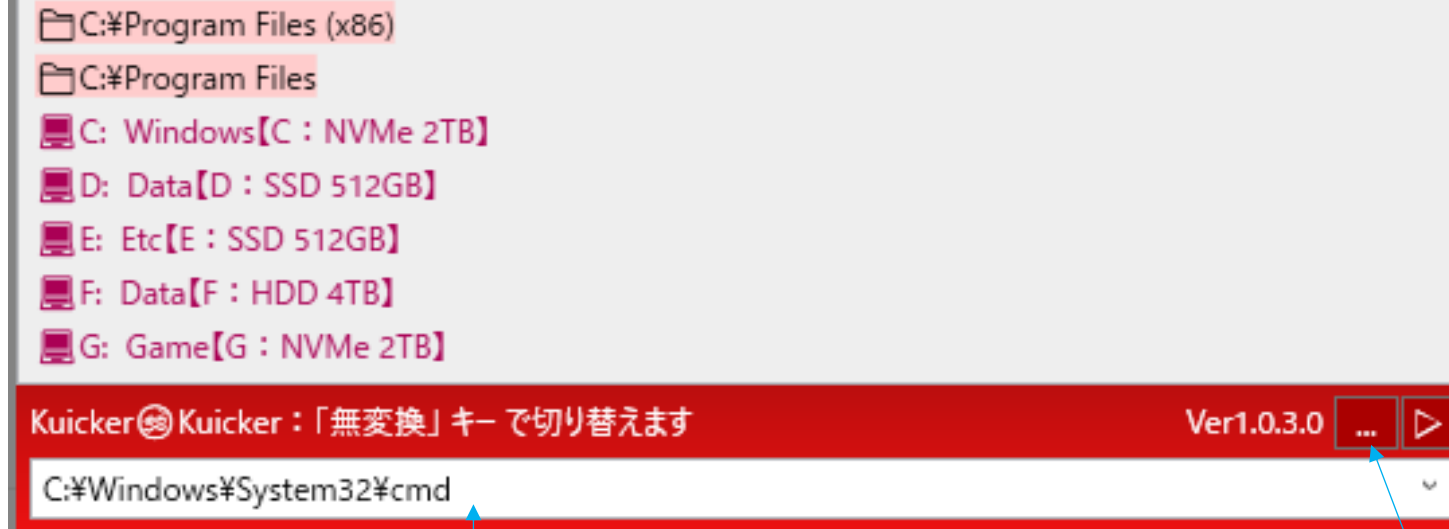 C:¥Program Files (x86)
C:¥Program Files
C:  Windows【C：NVMe 2TB】
D:  Data【D：SSD 512GB】
E:  Etc【E：SSD 512GB】
F:  Data【F：HDD 4TB】
G:  Game【G：NVMe 2TB】
Kuicker Kuicker：「無変換」キーで切り替えます Ver1.0.3.0 ...
C:¥Windows¥System32¥cmd